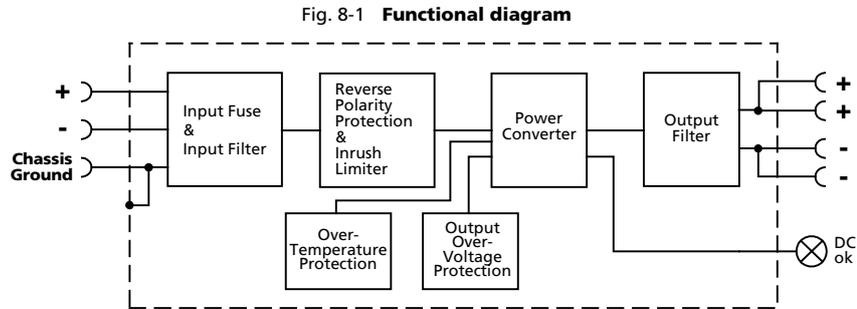 Fig. 8-1 Functional diagram
+
-
Chassis
Ground
Input Fuse
&
Input Filter
Reverse
Polarity
Protection
&
Inrush
Limiter
Power
Converter
Output
Filter
+
+
-
-
Over-
Temperature
Protection
Output
Over-
Voltage
Protection
DC
ok